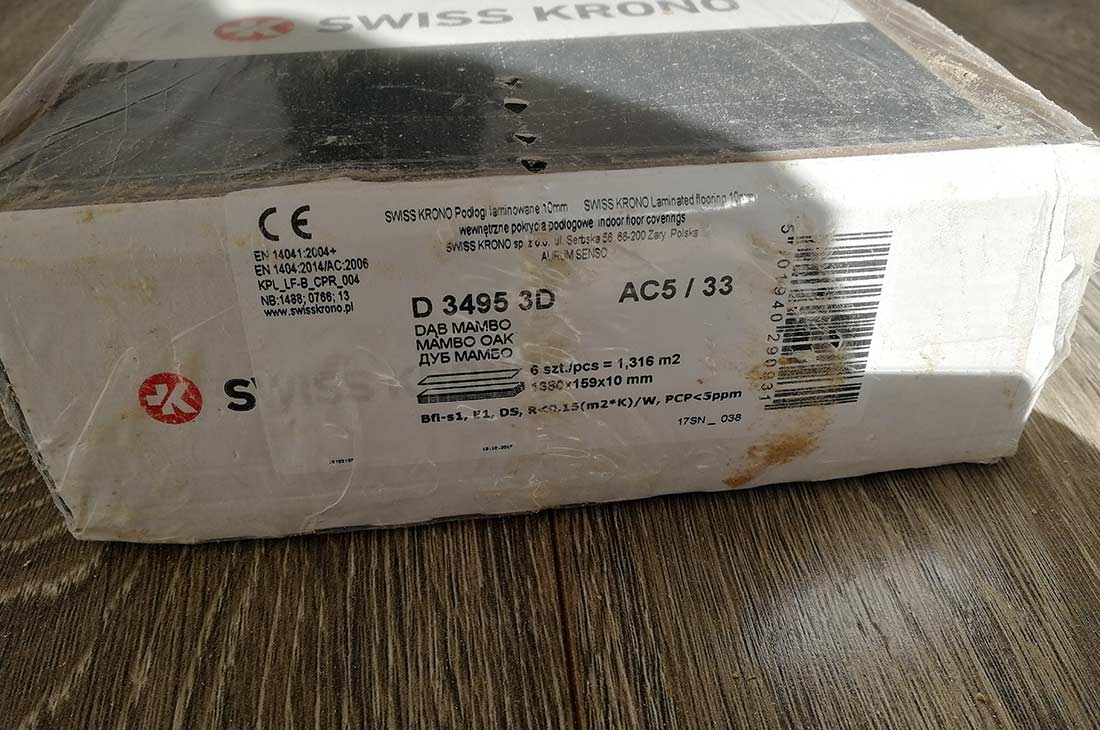 SWISS KRONO
CE
EN 14041:2004+
EN 1404:2014/AC:2006
KPL_LF-B_CPR_004
NB:1488; 0766; 13
www.swisskrono.pl
SWISS KRONO Podłogi laminowane 10mm SWISS KRONO Laminated flooring 10mm
wewnętrzne pokrycia podłogowe indoor floor coverings
SWISS KRONO sp. z o.o. ul. Serbska 56 68-200 Żary Polska
AURUM SENSO
D 3495 3D AC5 / 33
DĄB MAMBO
MAMBO OAK
ДУБ МАМБО
6 szt./pcs = 1,316 m2
1380x159x10 mm
Bfl-s1, E1, DS, R<0.15(m2*K)/W, PCP<5ppm
17SN_ 038
SWISS